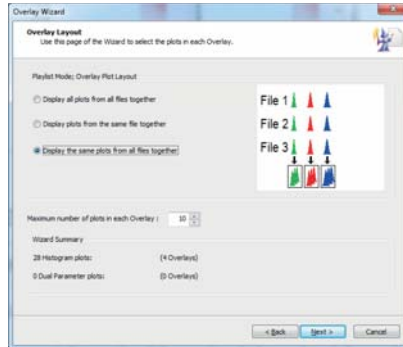 Overlay Wizard
Overlay Layout
Use this page of the Wizard to select the plots in each Overlay.
Playlist Mode; Overlay Plot Layout
Display all plots from all files together
Display plots from the same file together
Display the same plots from all files together
File 1
File 2
File 3
Maximum number of plots in each Overlay :
10
Wizard Summary
28 Histogram plots: (4 Overlays)
0 Dual Parameter plots: (0 Overlays)
< Back Next > Cancel